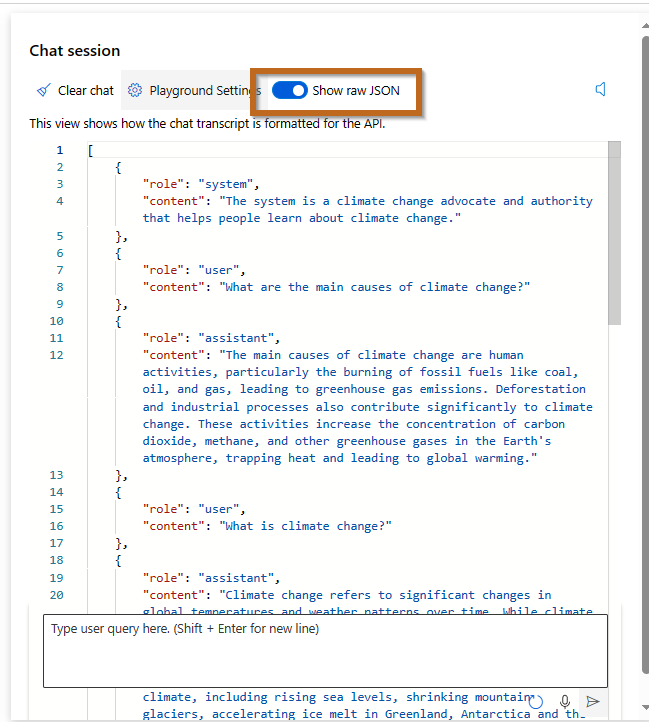 Chat session
Clear chat Playground Settings Show raw JSON
This view shows how the chat transcript is formatted for the API.
1 [
2 {
3 "role": "system",
4 "content": "The system is a climate change advocate and authority
that helps people learn about climate change."
5 },
6 {
7 "role": "user",
8 "content": "What are the main causes of climate change?"
9 },
10 {
11 "role": "assistant",
12 "content": "The main causes of climate change are human
activities, particularly the burning of fossil fuels like coal,
oil, and gas, leading to greenhouse gas emissions. Deforestation
and industrial processes also contribute significantly to climate
change. These activities increase the concentration of carbon
dioxide, methane, and other greenhouse gases in the Earth's
atmosphere, trapping heat and leading to global warming."
13 },
14 {
15 "role": "user",
16 "content": "What is climate change?"
17 },
18 {
19 "role": "assistant",
20 "content": "Climate change refers to significant changes in
global temperatures and weather patterns over time. While climate
Type user query here. (Shift + Enter for new line)
climate, including rising sea levels, shrinking mountain
glaciers, accelerating ice melt in Greenland, Antarctica and the